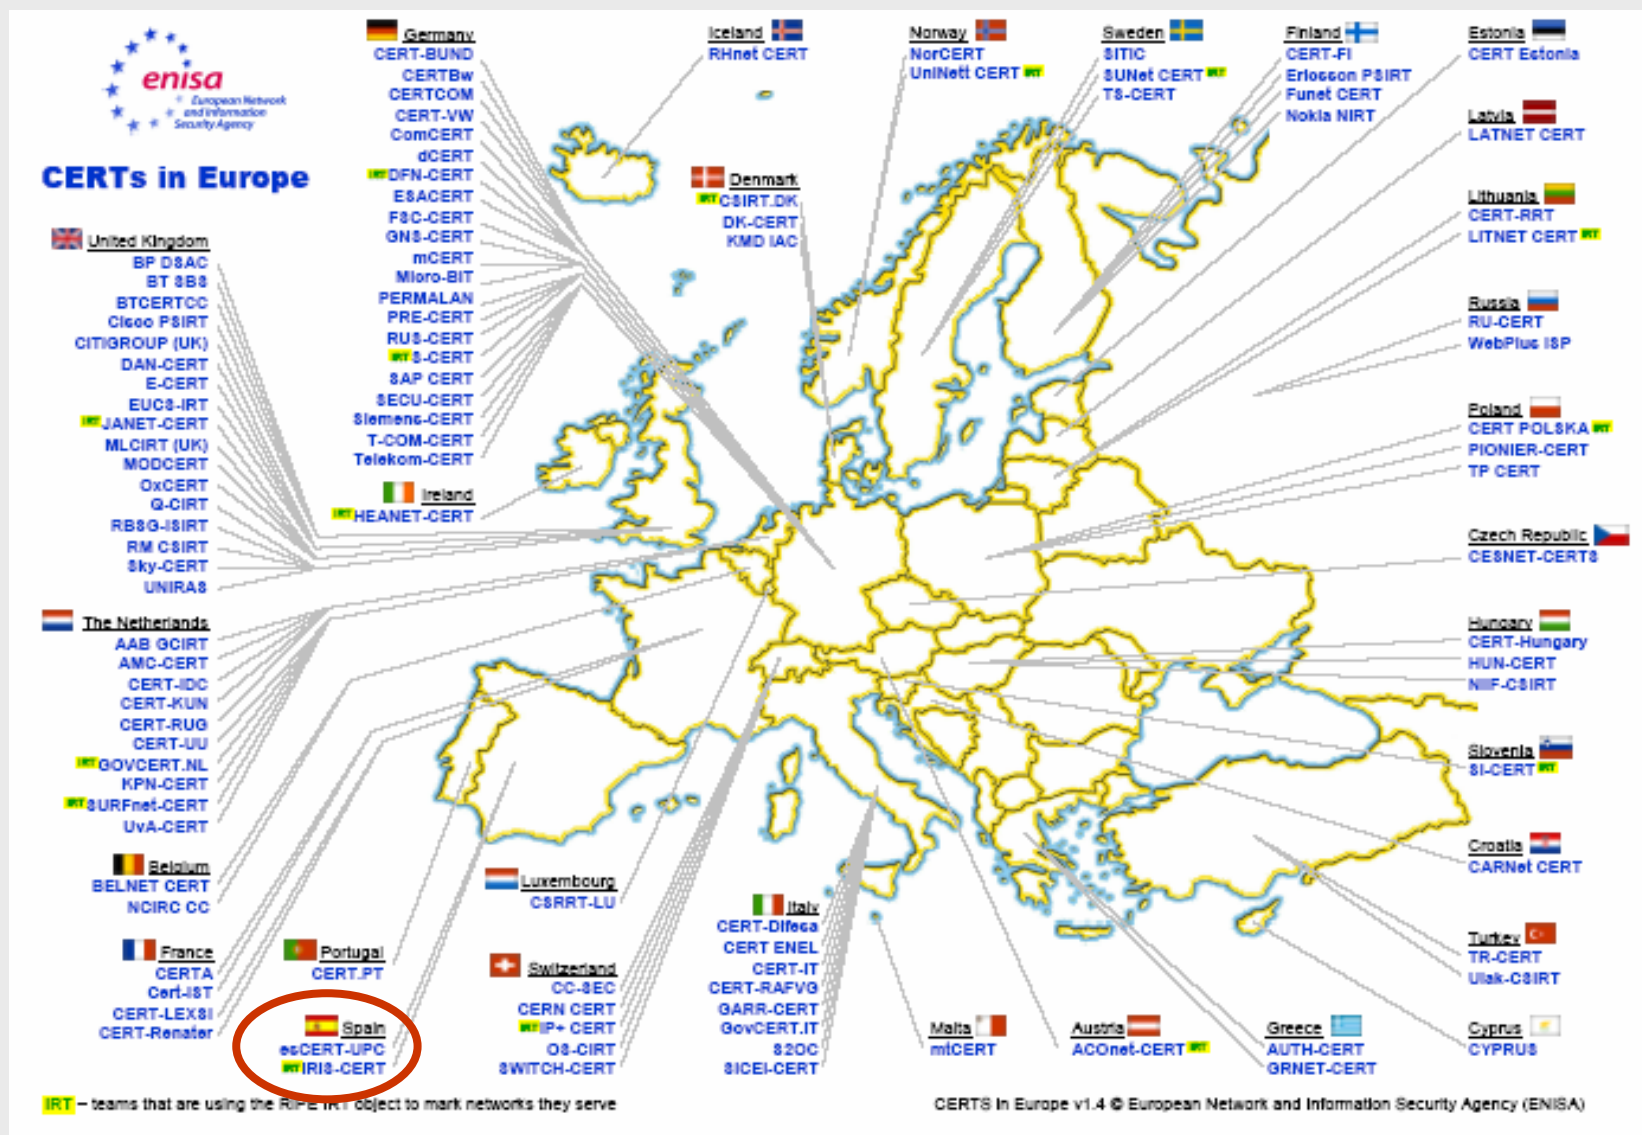 enisa
European Network
and Information
Security Agency
CERTs in Europe
Germany
CERT-BUND
CERTBw
CERTCOM
CERT-VW
ComCERT
dCERT
IRT DFN-CERT
ESACERT
FSC-CERT
GNS-CERT
mCERT
Micro-BIT
PERMALAN
PRE-CERT
RUS-CERT
IRT S-CERT
SAP CERT
SECU-CERT
Siemens-CERT
T-COM-CERT
Telekom-CERT
Iceland
RHnet CERT
Norway
NorCERT
UniNett CERT IRT
Sweden
SITIC
SUNet CERT IRT
TS-CERT
Finland
CERT-FI
Ericsson PSIRT
Funet CERT
Nokia NIRT
Estonia
CERT Estonia
Latvia
LATNET CERT
Lithuania
CERT-RRT
LITNET CERT IRT
Denmark
IRT CSIRT.DK
DK-CERT
KMD IAC
United Kingdom
BP DSAC
BT SBS
BTCERTCC
Cisco PSIRT
CITIGROUP (UK)
DAN-CERT
E-CERT
EUCS-IRT
IRT JANET-CERT
MLCIRT (UK)
MODCERT
OxCERT
Q-CIRT
RBSG-ISIRT
RM CSIRT
Sky-CERT
UNIRAS
Ireland
IRT HEANET-CERT
Russia
RU-CERT
WebPlus ISP
Poland
CERT POLSKA IRT
PIONIER-CERT
TP CERT
Czech Republic
CESNET-CERTS
Hungary
CERT-Hungary
HUN-CERT
NIIF-CSIRT
Slovenia
SI-CERT IRT
Croatia
CARNet CERT
Turkey
TR-CERT
Ulak-CSIRT
Cyprus
CYPRUS
The Netherlands
AAB GCIRT
AMC-CERT
CERT-IDC
CERT-KUN
CERT-RUG
CERT-UU
IRT GOVCERT.NL
KPN-CERT
IRT SURFnet-CERT
UvA-CERT
Belgium
BELNET CERT
NCIRC CC
France
CERTA
Cert-IST
CERT-LEXSI
CERT-Renater
Portugal
CERT.PT
Spain
esCERT-UPC
IRT IRIS-CERT
Luxembourg
CSRRT-LU
Switzerland
CC-SEC
CERN CERT
IRT IP+ CERT
OS-CIRT
SWITCH-CERT
Italy
CERT-Difesa
CERT ENEL
CERT-IT
CERT-RAFVG
GARR-CERT
GovCERT.IT
S2OC
SICEI-CERT
Malta
mtCERT
Austria
ACOnet-CERT IRT
Greece
AUTH-CERT
GRNET-CERT
IRT – teams that are using the RIPE IRT object to mark networks they serve
CERTS in Europe v1.4 © European Network and Information Security Agency (ENISA)